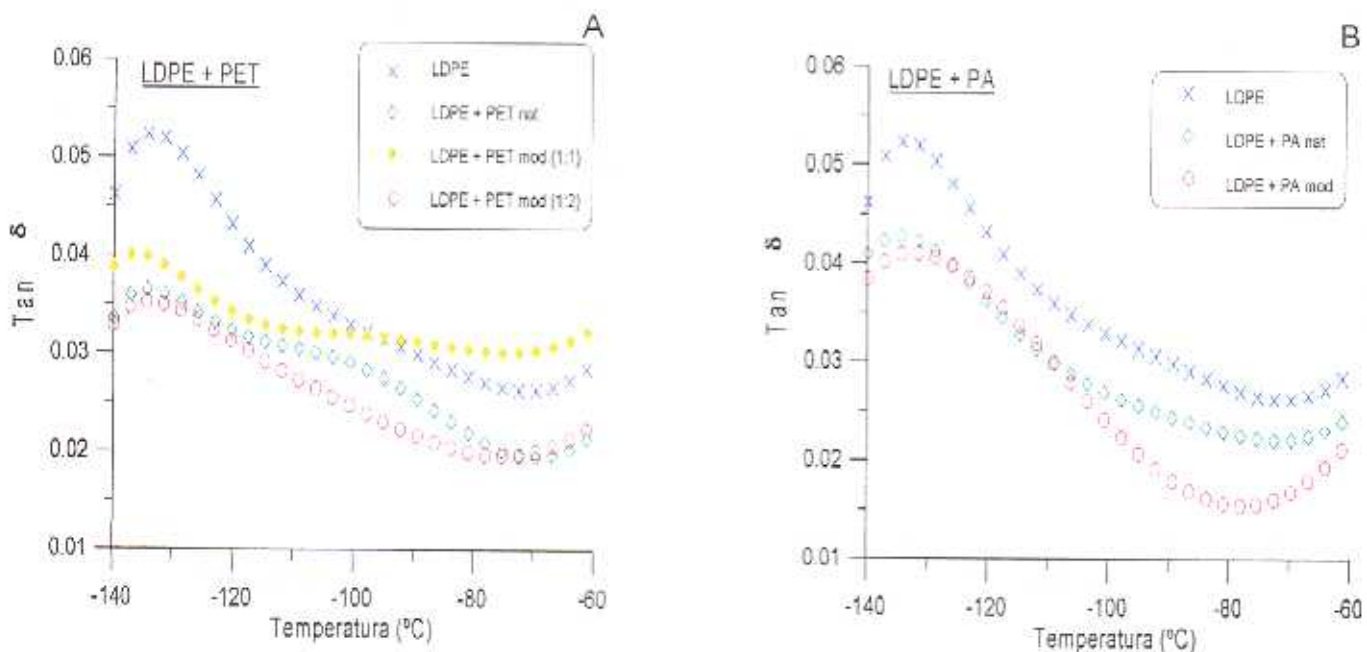 A
LDPE + PET
LDPE
LDPE + PET nat
LDPE + PET mod (1:1)
LDPE + PET mod (1:2)
0.06
0.05
0.04
0.03
0.02
0.01
Tan δ
-140 -120 -100 -80 -60
Temperatura (ºC)
B
LDPE + PA
LDPE
LDPE + PA nat
LDPE + PA mod
0.06
0.05
0.04
0.03
0.02
0.01
Tan δ
-140 -120 -100 -80 -60
Temperatura (ºC)